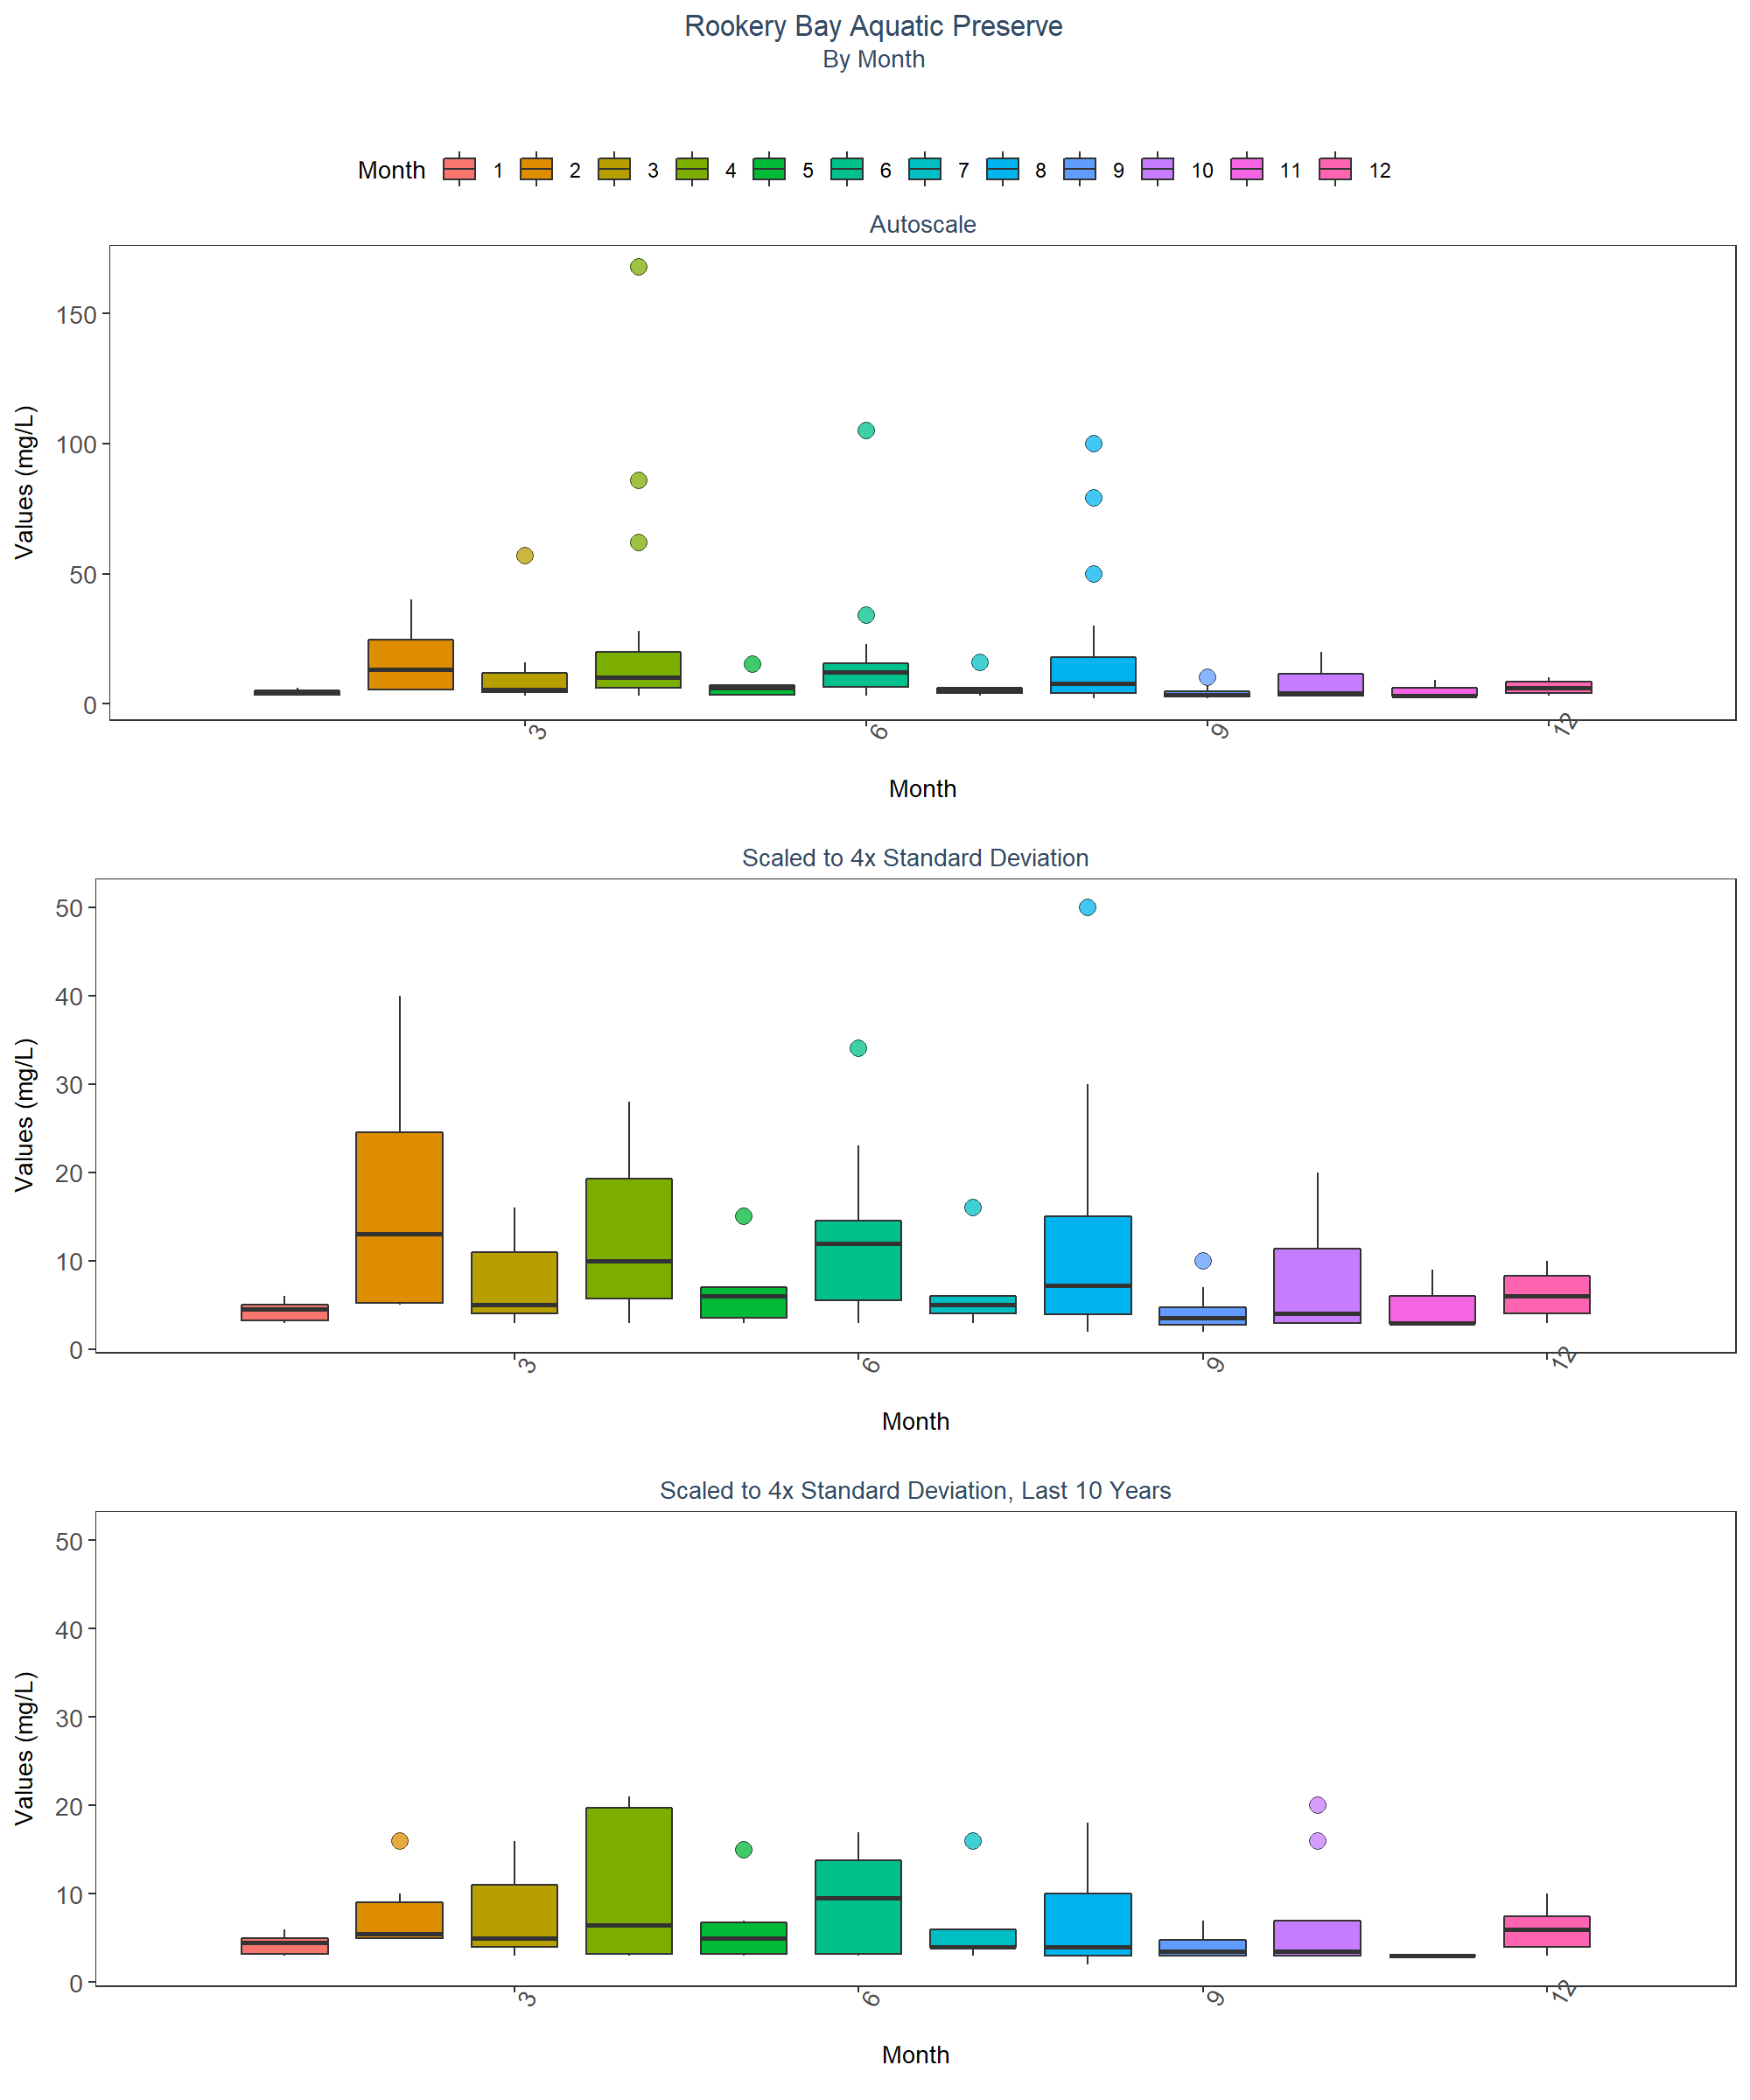 Rookery Bay Aquatic Preserve
By Month
Month 1 2 3 4 5 6 7 8 9 10 11 12
Autoscale
Values (mg/L)
150
100
50
0
3 6 9 12
Month
Scaled to 4x Standard Deviation
Values (mg/L)
50
40
30
20
10
0
3 6 9 12
Month
Scaled to 4x Standard Deviation, Last 10 Years
Values (mg/L)
50
40
30
20
10
0
3 6 9 12
Month